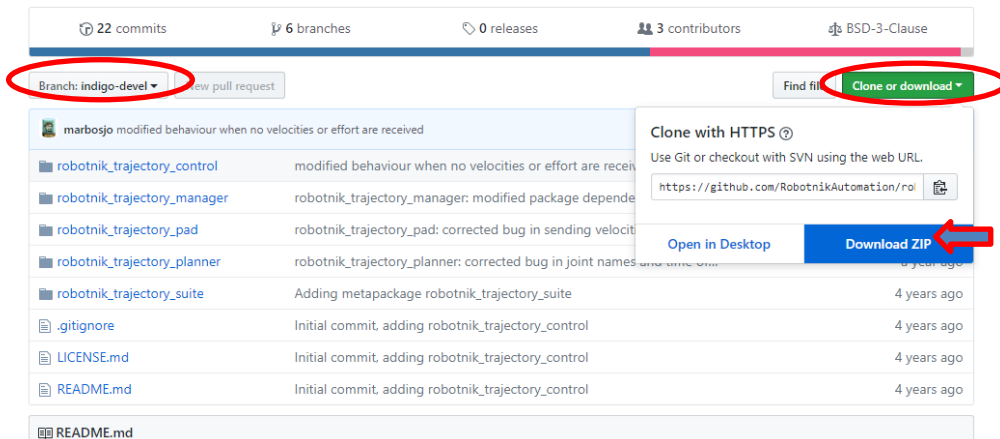 22 commits 6 branches 0 releases 3 contributors BSD-3-Clause
Branch: indigo-devel pull request Find Clone or download
marbosjo modified behaviour when no velocities or effort are received
Clone with HTTPS
Use Git or checkout with SVN using the web URL.
https://github.com/RobotnikAutomation/ro
Open in Desktop Download ZIP
robotnik_trajectory_control modified behaviour when no velocities or effort are
robotnik_trajectory_manager robotnik_trajectory_manager: modified package
robotnik_trajectory_pad robotnik_trajectory_pad: corrected bug in sending
robotnik_trajectory_planner robotnik_trajectory_planner: corrected bug in joint names and time of... a year ago
robotnik_trajectory_suite Adding metapackage robotnik_trajectory_suite 4 years ago
.gitignore Initial commit, adding robotnik_trajectory_control 4 years ago
LICENSE.md Initial commit, adding robotnik_trajectory_control 4 years ago
README.md Initial commit, adding robotnik_trajectory_control 4 years ago
README.md